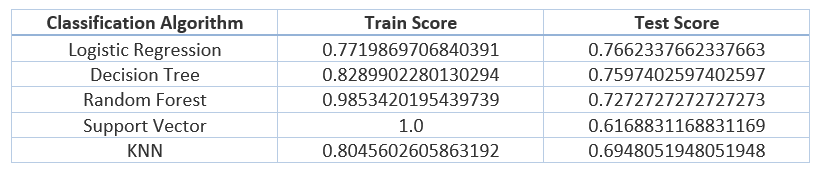 Classification Algorithm Train Score Test Score
Logistic Regression 0.7719869706840391 0.7662337662337663
Decision Tree 0.8289902280130294 0.7597402597402597
Random Forest 0.9853420195439739 0.7272727272727273
Support Vector 1.0 0.6168831168831169
KNN 0.8045602605863192 0.6948051948051948